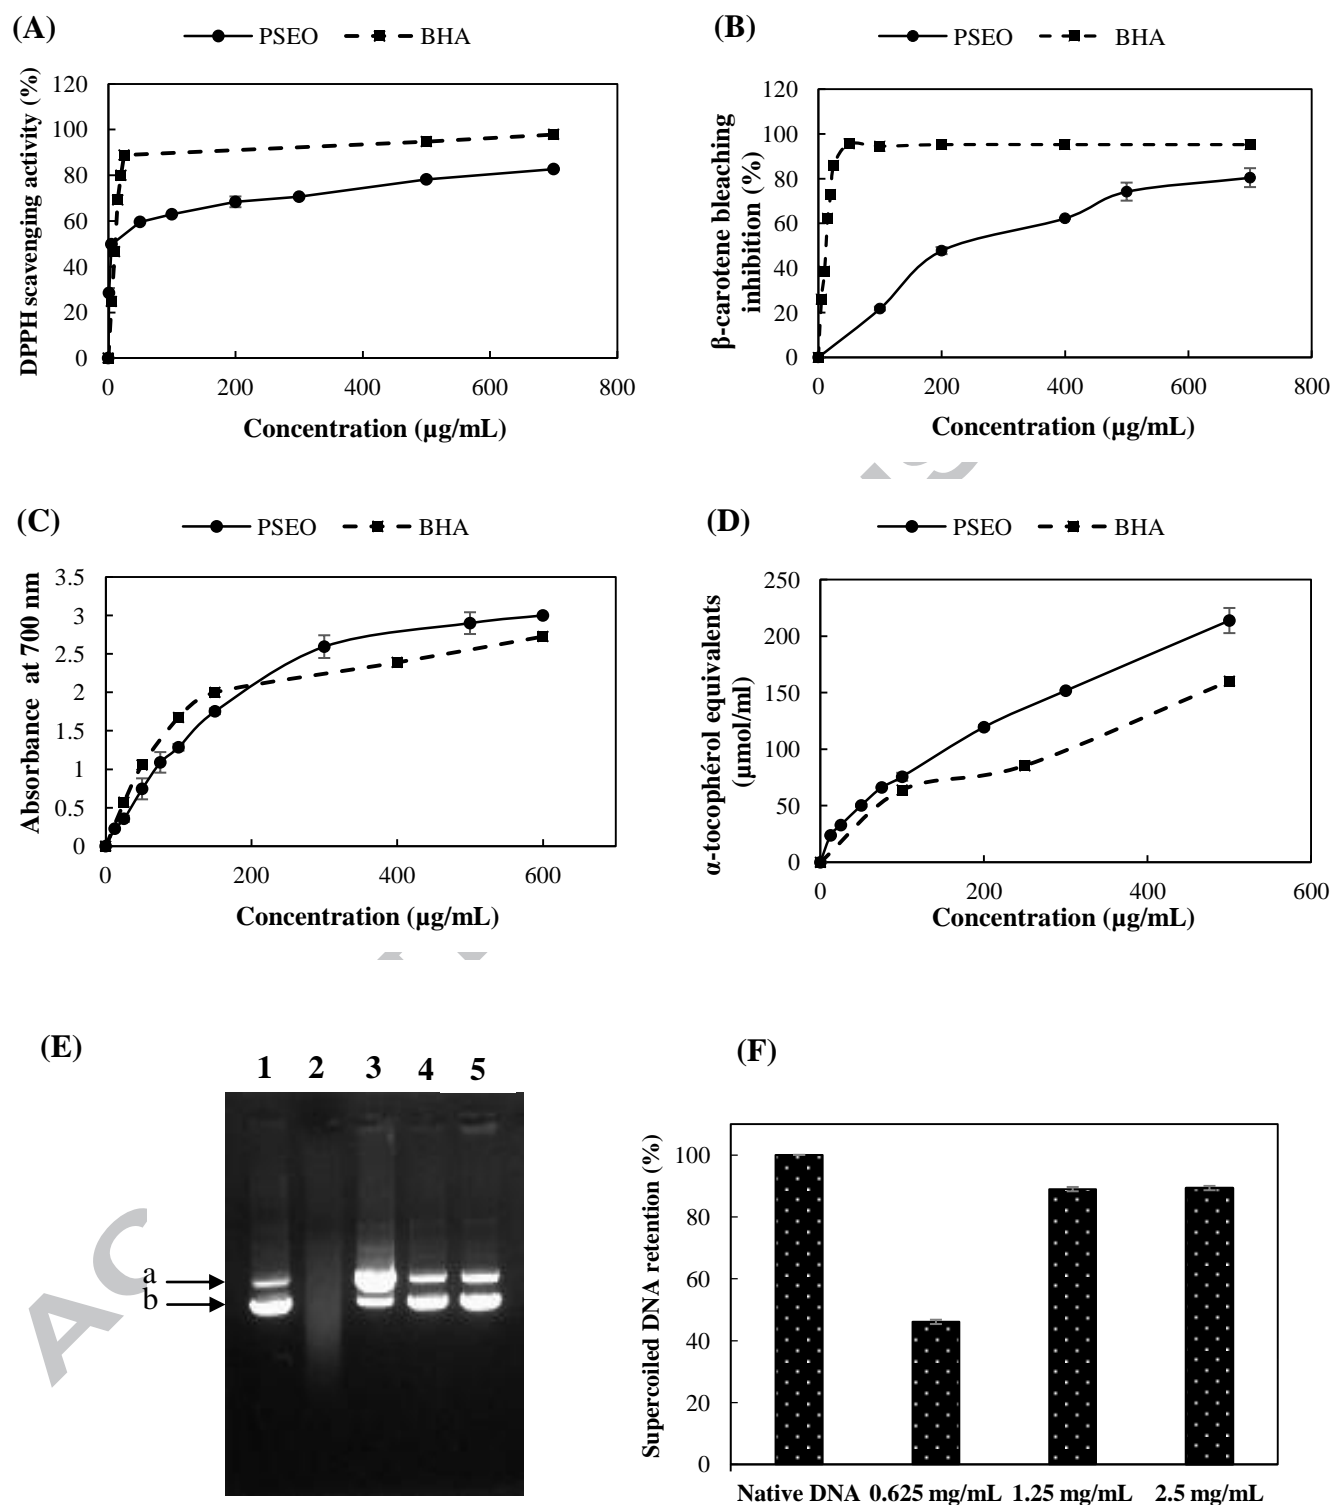 (A)
PSEO BHA
DPPH scavenging activity (%)
120
100
80
60
40
20
0
0 200 400 600 800
Concentration (µg/mL)
(B)
PSEO BHA
β-carotene bleaching
inhibition (%)
120
100
80
60
40
20
0
0 200 400 600 800
Concentration (µg/mL)
(C)
PSEO BHA
Absorbance at 700 nm
3.5
3
2.5
2
1.5
1
0.5
0
0 200 400 600
Concentration (µg/mL)
(D)
PSEO BHA
α-tocophérol equivalents
(µmol/ml)
250
200
150
100
50
0
0 200 400 600
Concentration (µg/mL)
(E)
1 2 3 4 5
a
b
AC
(F)
Supercoiled DNA retention (%)
100
80
60
40
20
0
Native DNA 0.625 mg/mL 1.25 mg/mL 2.5 mg/mL